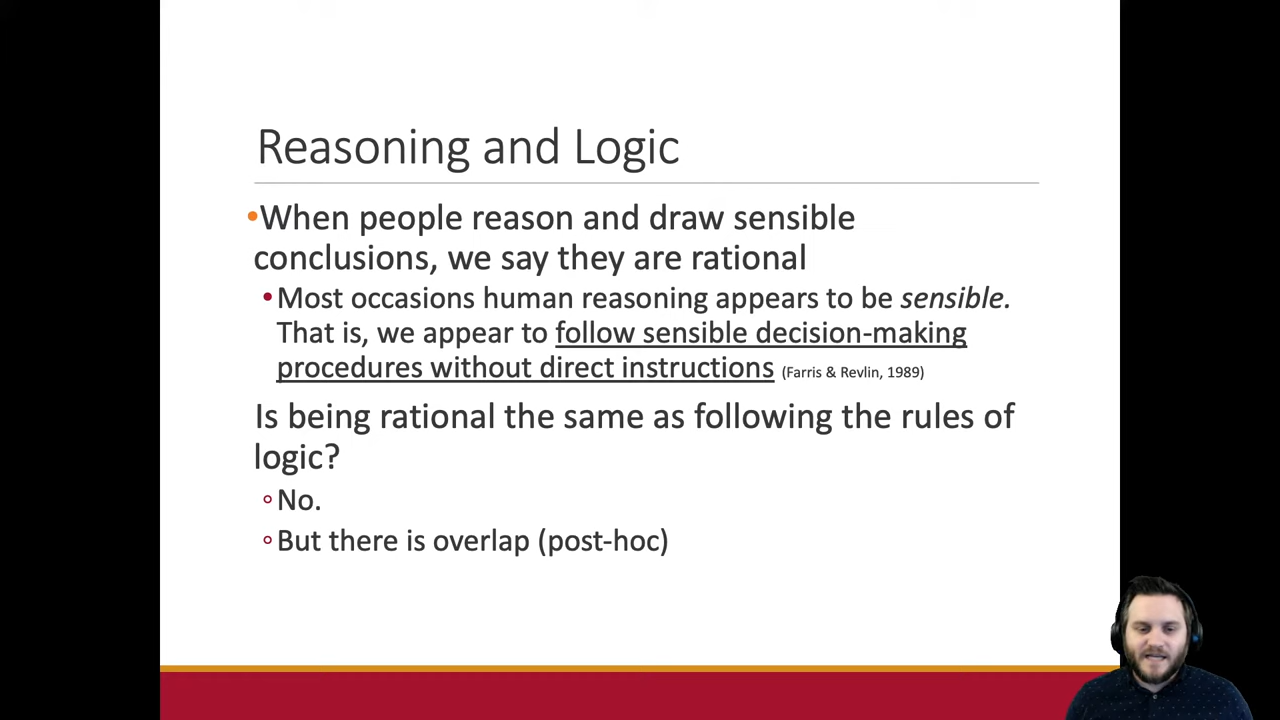 Reasoning and Logic
•When people reason and draw sensible
conclusions, we say they are rational
•Most occasions human reasoning appears to be sensible.
That is, we appear to follow sensible decision-making
procedures without direct instructions (Farris & Revlin, 1989)
Is being rational the same as following the rules of
logic?
◦No.
◦But there is overlap (post-hoc)